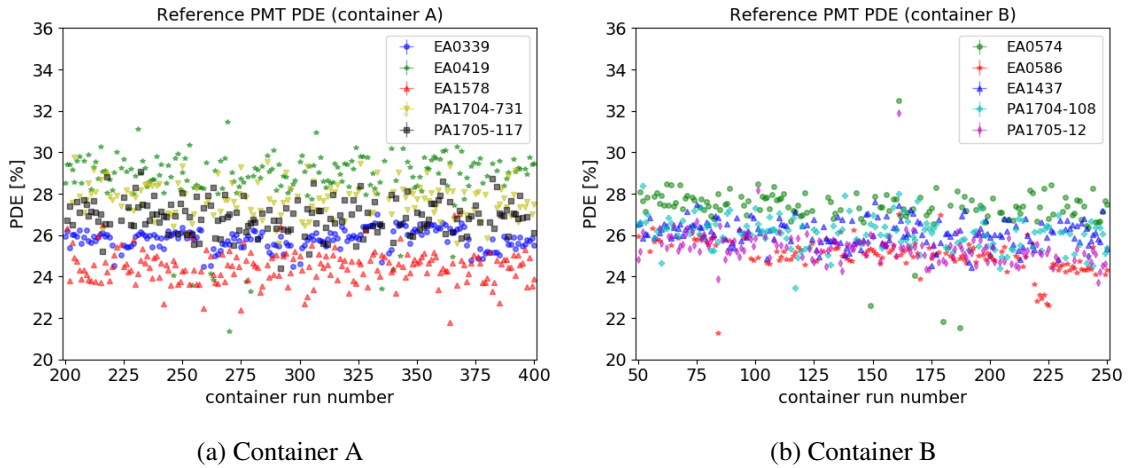 Reference PMT PDE (container A)
PDE [%]
36
34
32
30
28
26
24
22
20
EA0339
EA0419
EA1578
PA1704-731
PA1705-117
200 225 250 275 300 325 350 375 400
container run number
(a) Container A
Reference PMT PDE (container B)
PDE [%]
36
34
32
30
28
26
24
22
20
EA0574
EA0586
EA1437
PA1704-108
PA1705-12
50 75 100 125 150 175 200 225 250
container run number
(b) Container B